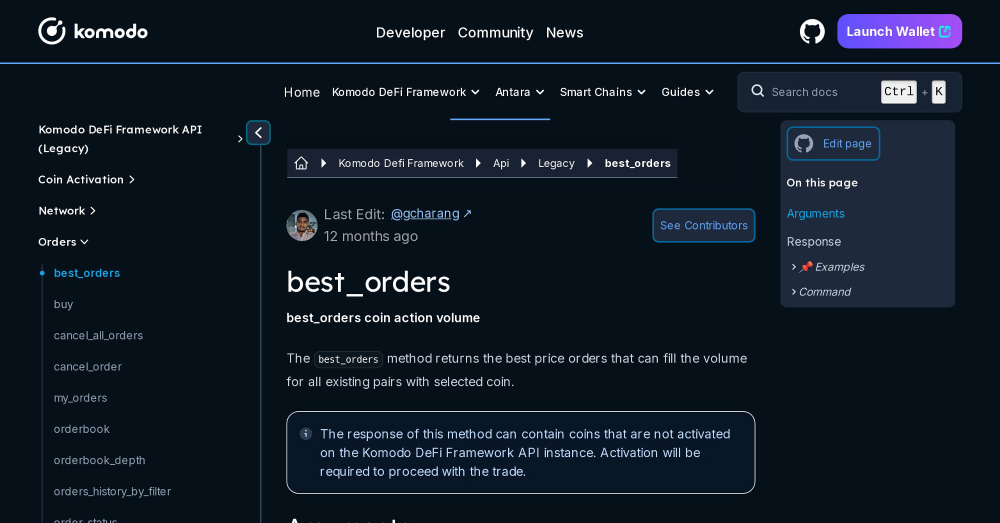 komodo
Developer Community News
Launch Wallet
Home Komodo DeFi Framework Antara Smart Chains Guides
Search docs Ctrl + K
Komodo DeFi Framework API
(Legacy)
Coin Activation
Network
Orders
best_orders
buy
cancel_all_orders
cancel_order
my_orders
orderbook
orderbook_depth
orders_history_by_filter
order_status
Komodo Defi Framework Api Legacy best_orders
Last Edit: @gcharang ↗
12 months ago
See Contributors
best_orders
best_orders coin action volume
The best_orders method returns the best price orders that can fill the volume
for all existing pairs with selected coin.
The response of this method can contain coins that are not activated
on the Komodo DeFi Framework API instance. Activation will be
required to proceed with the trade.
Arguments
Edit page
On this page
Arguments
Response
📌 Examples
Command